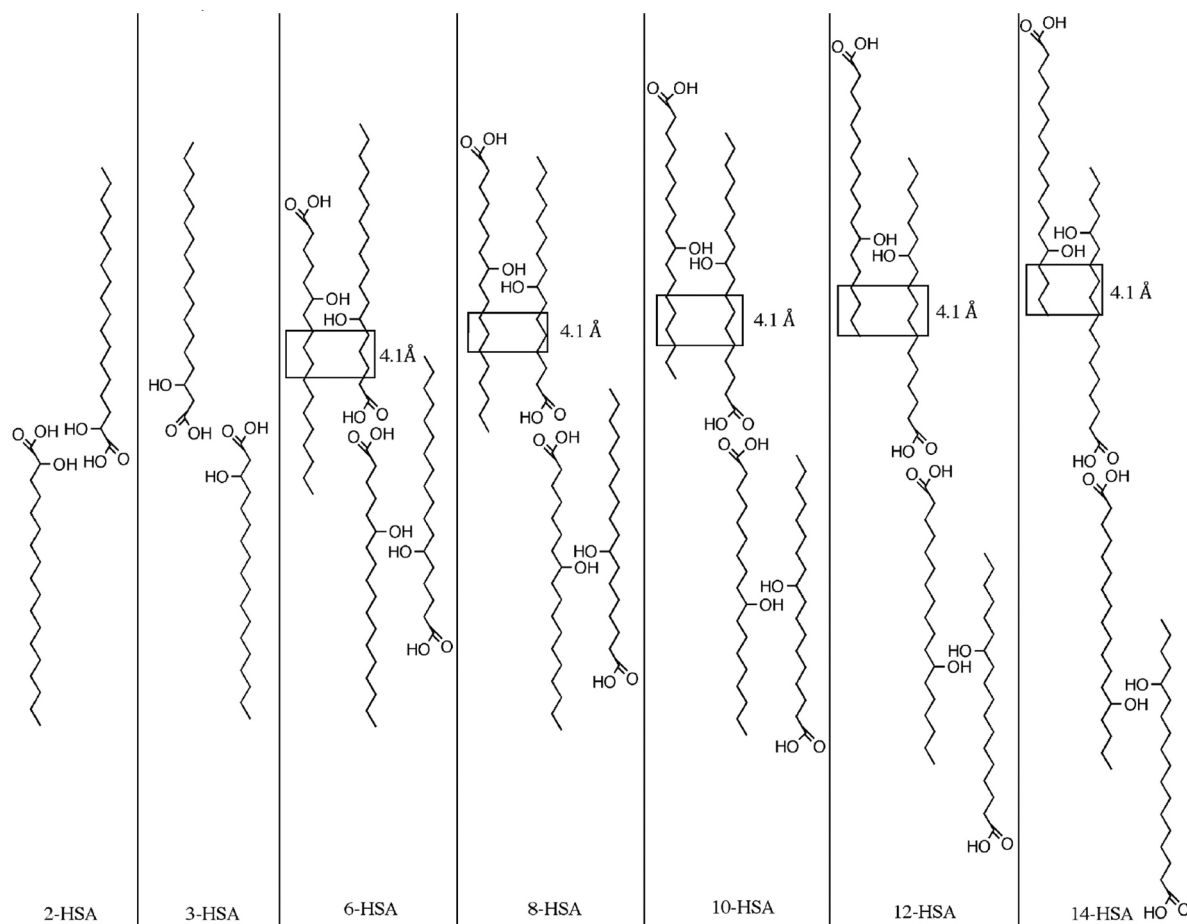 O OH
HO
HO O
OH
2-HSA
HO
O OH
O OH
HO
3-HSA
O OH
OH
HO
4.1Å
HO O
O OH
OH
HO
HO O
6-HSA
O OH
OH
HO
4.1 Å
HO O
O OH
HO
OH
HO O
8-HSA
O OH
OH
HO
4.1 Å
HO O
O OH
HO
OH
HO O
10-HSA
O OH
OH
HO
4.1 Å
HO O
O OH
HO
OH
HO O
12-HSA
O OH
HO
OH
4.1 Å
HO O
O OH
HO
OH
HO O
14-HSA